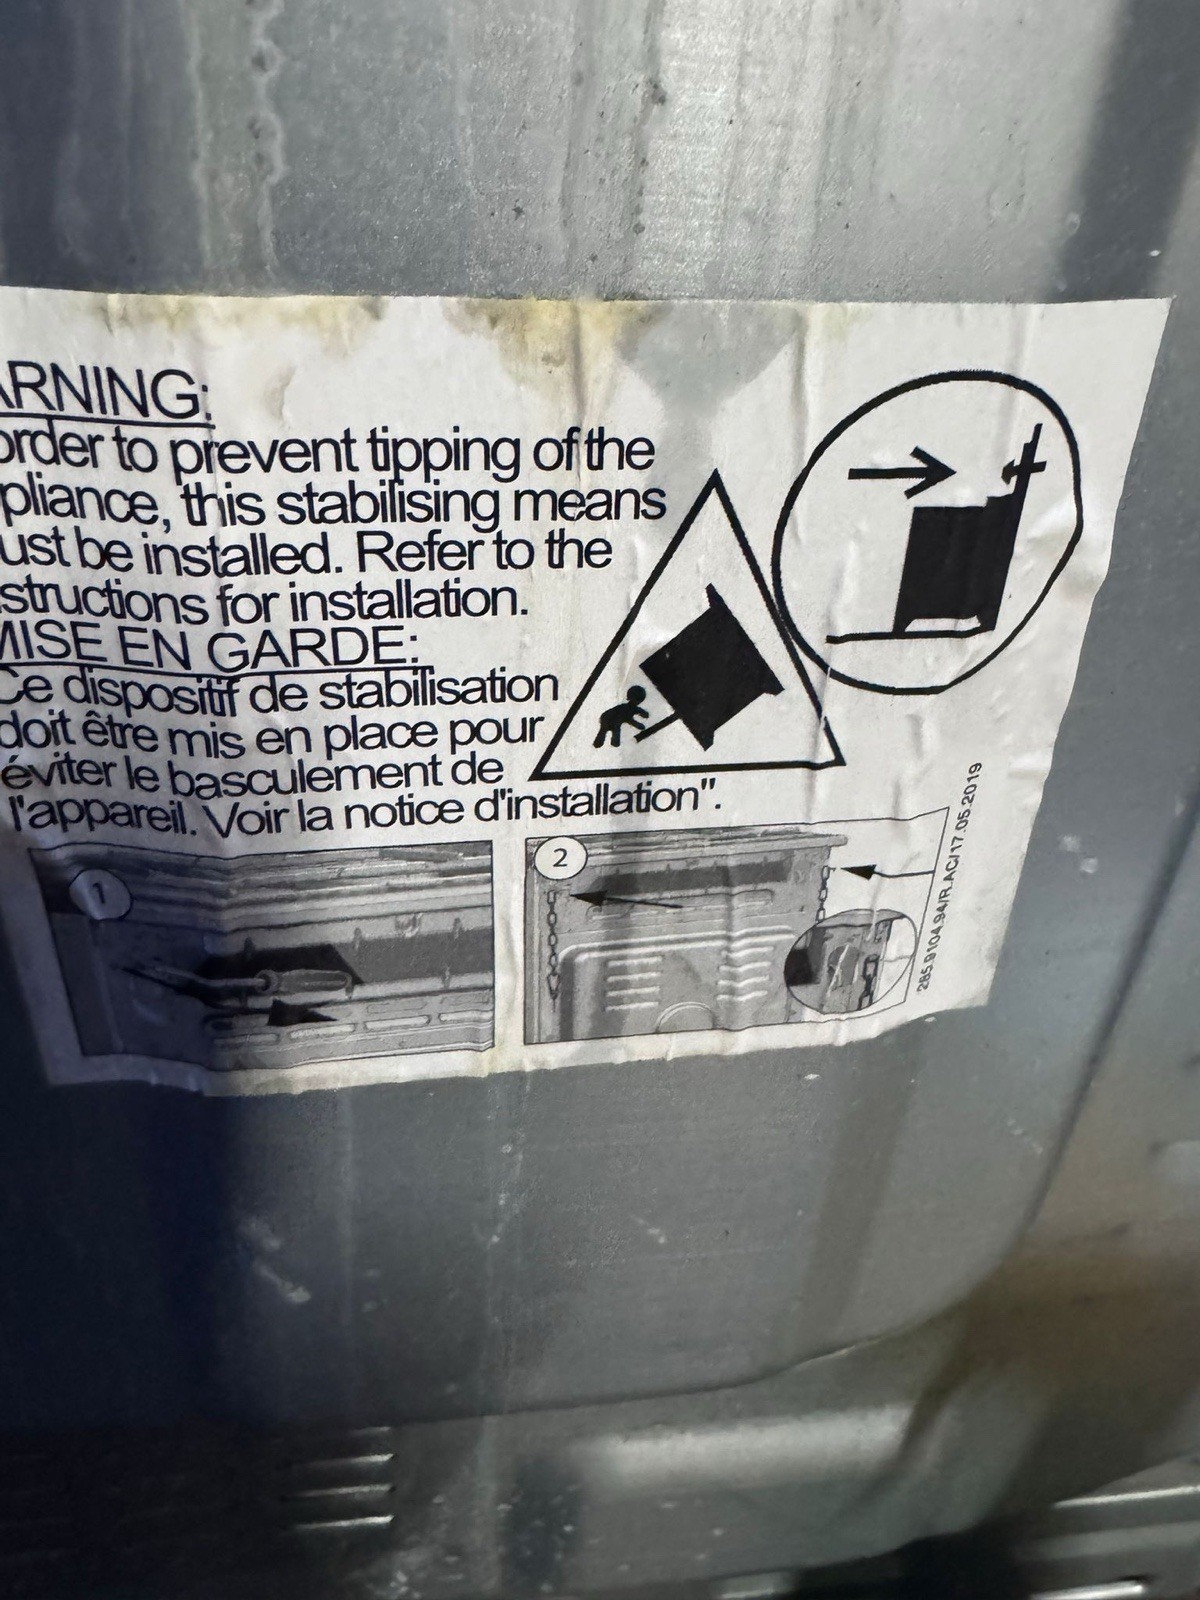 ARNING:
order to prevent tipping of the
pliance, this stabilising means
ust be installed. Refer to the
structions for installation.
MISE EN GARDE:
Ce dispositif de stabilisation
doit être mis en place pour
éviter le basculement de
l'appareil. Voir la notice d'installation".
1
2
285.9104.94/R.AC/17.05.2019